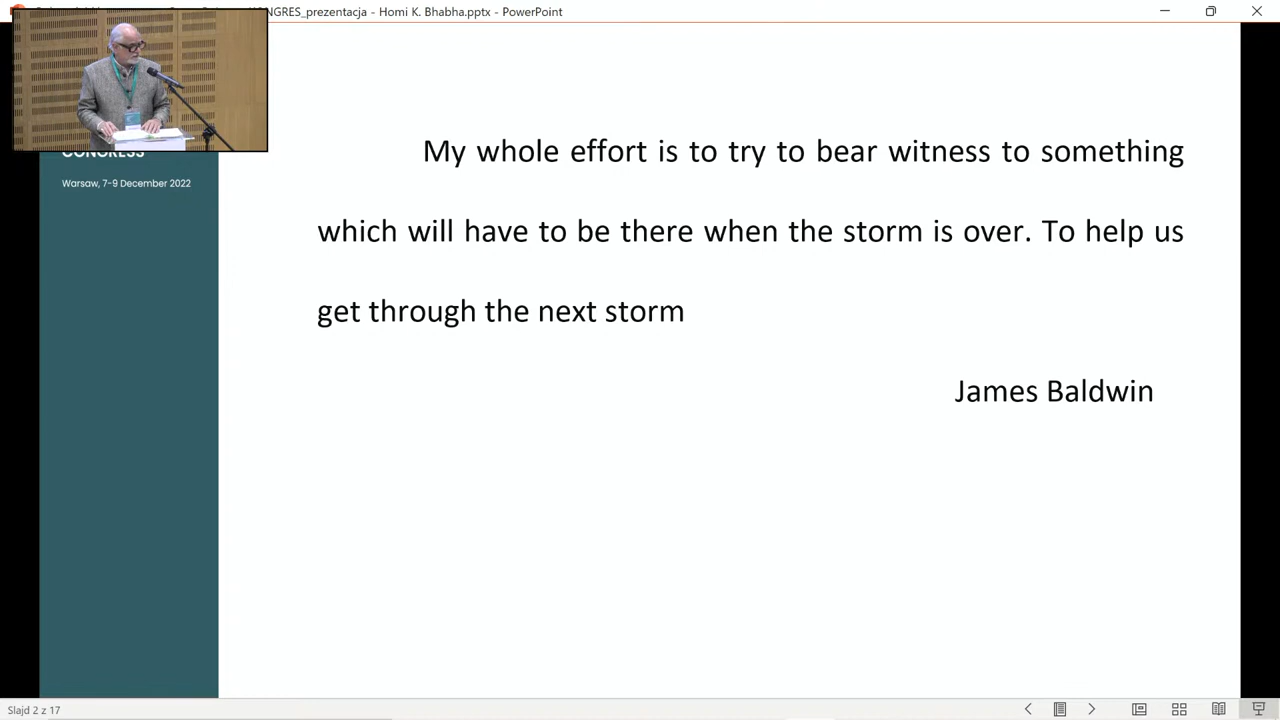 KONGRES_prezentacja - Homi K. Bhabha.pptx - PowerPoint
CONGRESS
Warsaw, 7-9 December 2022
My whole effort is to try to bear witness to something
which will have to be there when the storm is over. To help us
get through the next storm
James Baldwin
Slajd 2 z 17